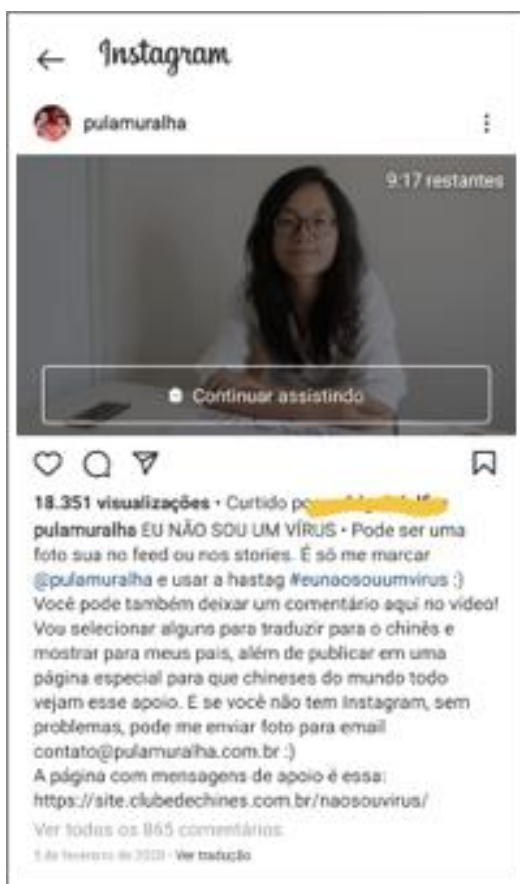 Instagram
pulamuralha
9:17 restantes
Continuar assistindo
18.351 visualizações • Curtido
pulamuralha EU NÃO SOU UM VÍRUS • Pode ser uma
foto sua no feed ou nos stories. É só me marcar
@pulamuralha e usar a hastag #eunaosouumvirus :)
Você pode também deixar um comentário aqui no vídeo!
Vou selecionar alguns para traduzir para o chinês e
mostrar para meus pais, além de publicar em uma
página especial para que chineses do mundo todo
vejam esse apoio. E se você não tem Instagram, sem
problemas, pode me enviar foto para email
contato@pulamuralha.com.br :)
A página com mensagens de apoio é essa:
https://site.clubedechines.com.br/naosouvirus/
Ver todos os 865 comentários
5 de fevereiro de 2020 · Ver tradução